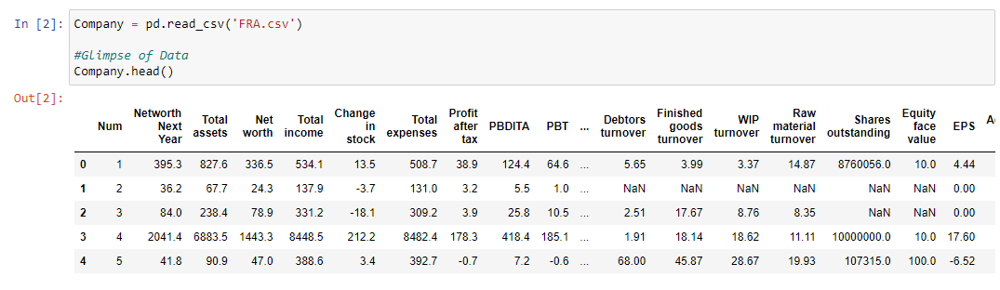 In [2]: Company = pd.read_csv('FRA.csv')
#Glimpse of Data
Company.head()
Out[2]:
Num Networth Next Year Total assets Net worth Total income Change in stock Total expenses Profit after tax PBDITA PBT ... Debtors turnover Finished goods turnover WIP turnover Raw material turnover Shares outstanding Equity face value EPS
0 1 395.3 827.6 336.5 534.1 13.5 508.7 38.9 124.4 64.6 ... 5.65 3.99 3.37 14.87 8760056.0 10.0 4.44
1 2 36.2 67.7 24.3 137.9 -3.7 131.0 3.2 5.5 1.0 ... NaN NaN NaN NaN NaN NaN 0.00
2 3 84.0 238.4 78.9 331.2 -18.1 309.2 3.9 25.8 10.5 ... 2.51 17.67 8.76 8.35 NaN NaN 0.00
3 4 2041.4 6883.5 1443.3 8448.5 212.2 8482.4 178.3 418.4 185.1 ... 1.91 18.14 18.62 11.11 10000000.0 10.0 17.60
4 5 41.8 90.9 47.0 388.6 3.4 392.7 -0.7 7.2 -0.6 ... 68.00 45.87 28.67 19.93 107315.0 100.0 -6.52